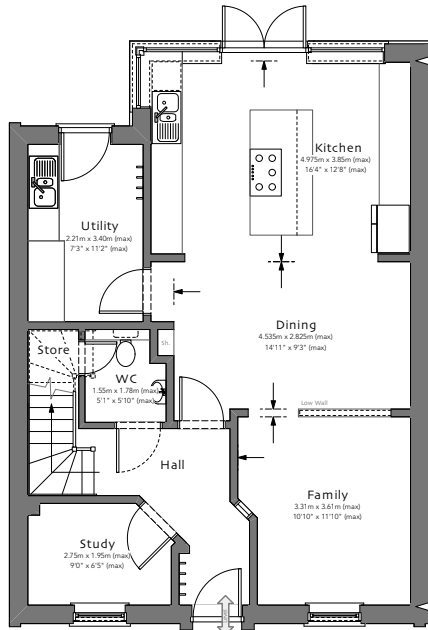 Kitchen
4.975m x 3.85m (max)
16'4" x 12'8" (max)
Utility
2.21m x 3.40m (max)
7'3" x 11'2" (max)
Dining
4.535m x 2.825m (max)
14'11" x 9'3" (max)
Store
Sh.
WC
1.55m x 1.78m (max)
5'1" x 5'10" (max)
Low Wall
Hall
Family
3.31m x 3.61m (max)
10'10" x 11'10" (max)
Study
2.75m x 1.95m (max)
9'0" x 6'5" (max)